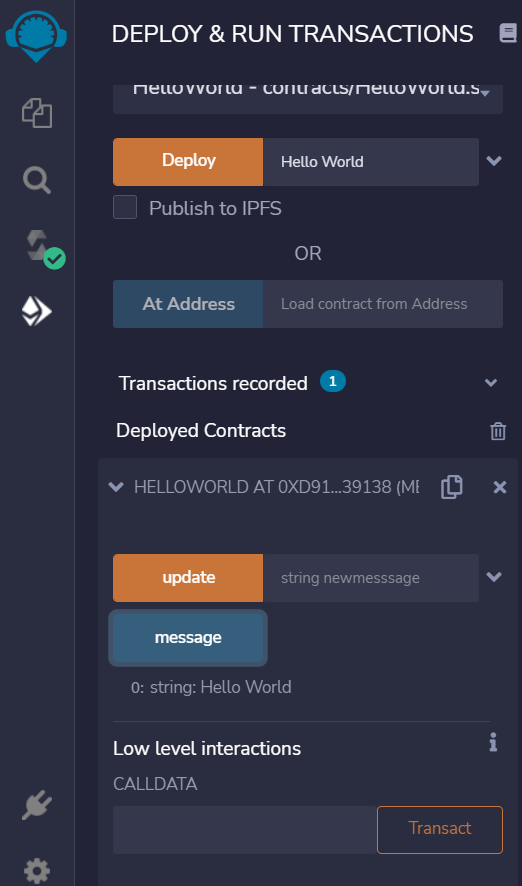 DEPLOY & RUN TRANSACTIONS
HelloWorld - contracts/HelloWorld.s
Deploy Hello World
Publish to IPFS
OR
At Address Load contract from Address
Transactions recorded 1
Deployed Contracts
HELLOWORLD AT 0XD91...39138 (ME
update string newmesssage
message
0: string: Hello World
Low level interactions
i
CALLDATA
Transact